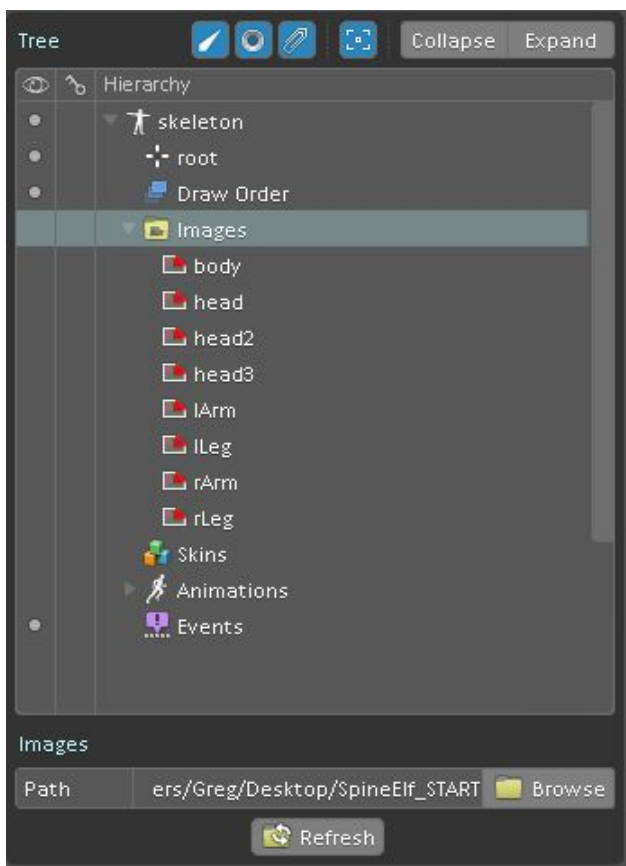 Tree Collapse Expand
Hierarchy
skeleton
root
Draw Order
Images
body
head
head2
head3
lArm
lLeg
rArm
rLeg
Skins
Animations
Events
Images
Path ers/Greg/Desktop/SpineElf_START Browse
Refresh